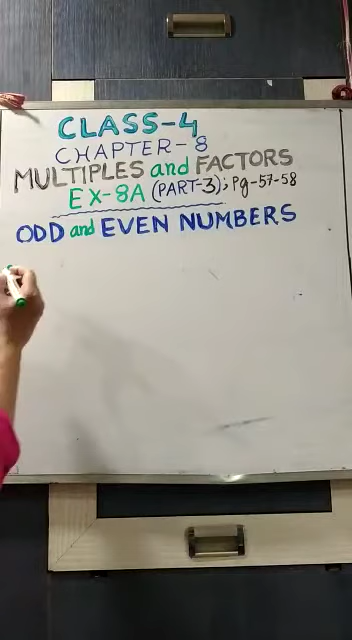 CLASS-4
CHAPTER-8
MULTIPLES and FACTORS
EX-8A (PART-3); Pg-57-58
ODD and EVEN NUMBERS